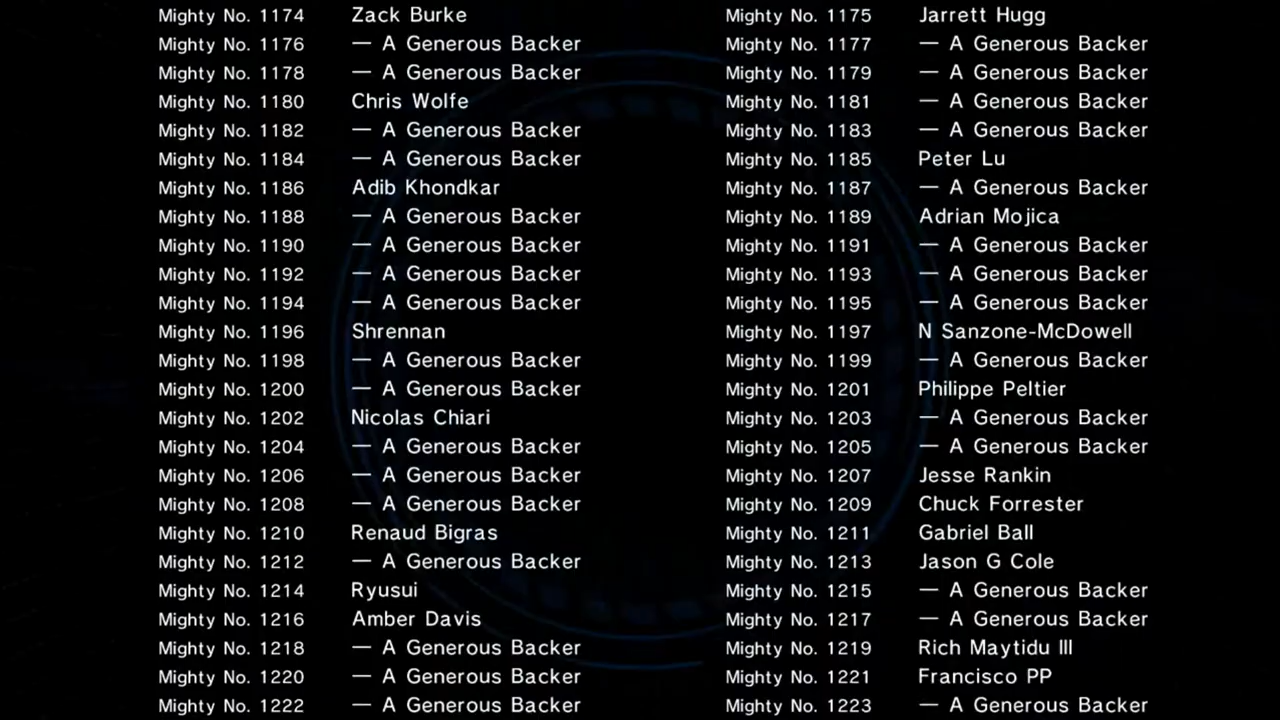 Mighty No. 1174 Zack Burke Mighty No. 1175 Jarrett Hugg
Mighty No. 1176 — A Generous Backer Mighty No. 1177 — A Generous Backer
Mighty No. 1178 — A Generous Backer Mighty No. 1179 — A Generous Backer
Mighty No. 1180 Chris Wolfe Mighty No. 1181 — A Generous Backer
Mighty No. 1182 — A Generous Backer Mighty No. 1183 — A Generous Backer
Mighty No. 1184 — A Generous Backer Mighty No. 1185 Peter Lu
Mighty No. 1186 Adib Khondkar Mighty No. 1187 — A Generous Backer
Mighty No. 1188 — A Generous Backer Mighty No. 1189 Adrian Mojica
Mighty No. 1190 — A Generous Backer Mighty No. 1191 — A Generous Backer
Mighty No. 1192 — A Generous Backer Mighty No. 1193 — A Generous Backer
Mighty No. 1194 — A Generous Backer Mighty No. 1195 — A Generous Backer
Mighty No. 1196 Shrennan Mighty No. 1197 N Sanzone-McDowell
Mighty No. 1198 — A Generous Backer Mighty No. 1199 — A Generous Backer
Mighty No. 1200 — A Generous Backer Mighty No. 1201 Philippe Peltier
Mighty No. 1202 Nicolas Chiari Mighty No. 1203 — A Generous Backer
Mighty No. 1204 — A Generous Backer Mighty No. 1205 — A Generous Backer
Mighty No. 1206 — A Generous Backer Mighty No. 1207 Jesse Rankin
Mighty No. 1208 — A Generous Backer Mighty No. 1209 Chuck Forrester
Mighty No. 1210 Renaud Bigras Mighty No. 1211 Gabriel Ball
Mighty No. 1212 — A Generous Backer Mighty No. 1213 Jason G Cole
Mighty No. 1214 Ryusui Mighty No. 1215 — A Generous Backer
Mighty No. 1216 Amber Davis Mighty No. 1217 — A Generous Backer
Mighty No. 1218 — A Generous Backer Mighty No. 1219 Rich Maytidu III
Mighty No. 1220 — A Generous Backer Mighty No. 1221 Francisco PP
Mighty No. 1222 — A Generous Backer Mighty No. 1223 — A Generous Backer